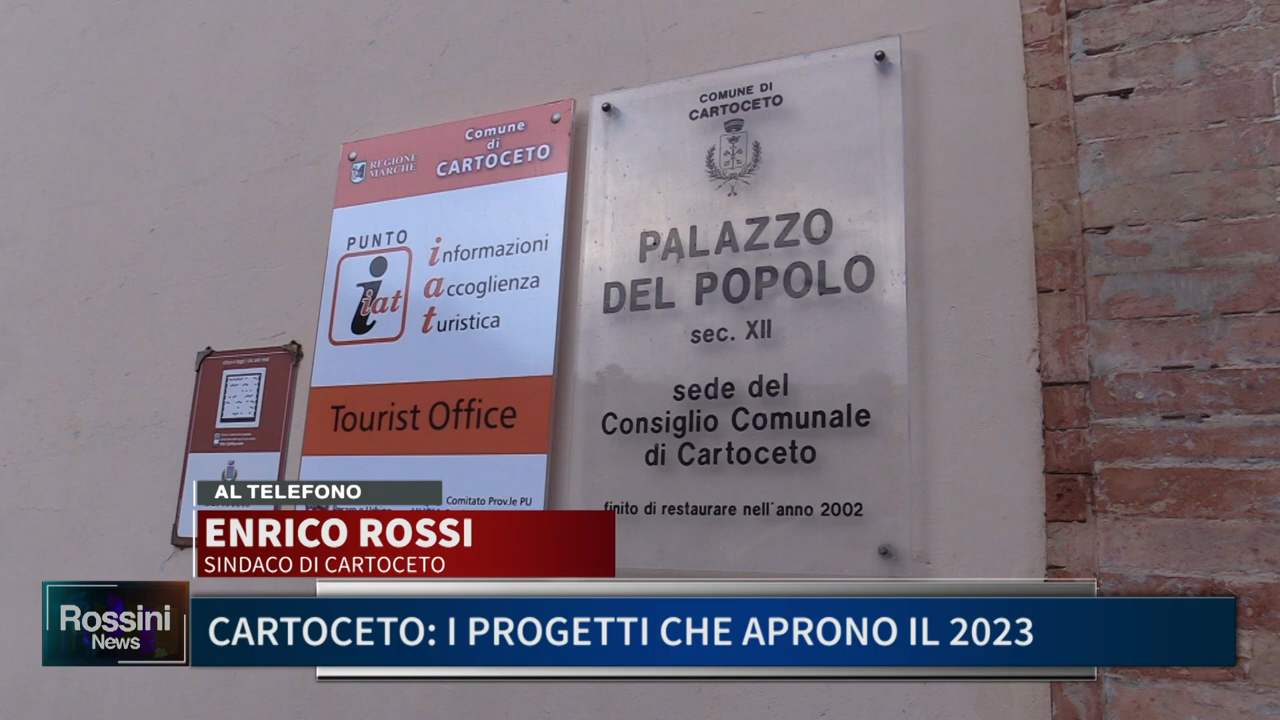 COMUNE DI
CARTOCETO
PALAZZO
DEL POPOLO
sec. XII
sede del
Consiglio Comunale
di Cartoceto
finito di restaurare nell'anno 2002
REGIONE
MARCHE
Comune
di
CARTOCETO
PUNTO
iat
informazioni
accoglienza
turistica
Tourist Office
Comitato Prov.le PU
AL TELEFONO
ENRICO ROSSI
SINDACO DI CARTOCETO
Rossini
News
CARTOCETO: I PROGETTI CHE APRONO IL 2023